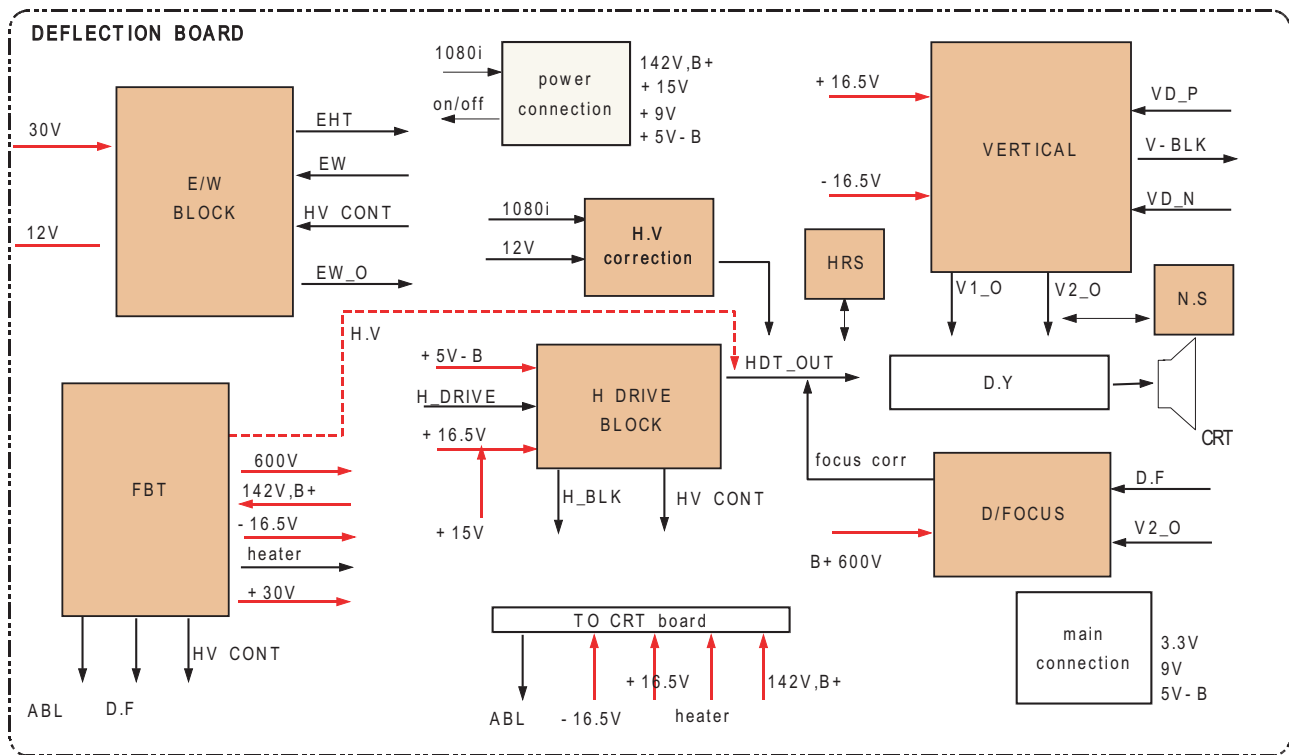 DEFLECTION BOARD
1080i
on/off
power
connection
142V,B+
+ 15V
+ 9V
+ 5V - B
30V
12V
E/W
BLOCK
EHT
EW
HV CONT
EW_O
1080i
12V
H.V
correction
HRS
+ 16.5V
- 16.5V
VERTICAL
VD_P
V - BLK
VD_N
V1_O
V2_O
N.S
H.V
+ 5V - B
H_DRIVE
+ 16.5V
+ 15V
H DRIVE
BLOCK
HDT_OUT
H_BLK
HV CONT
D.Y
CRT
focus corr
FBT
600V
142V,B+
- 16.5V
heater
+ 30V
ABL
D.F
HV CONT
B+ 600V
D/FOCUS
D.F
V2_O
TO CRT board
ABL
- 16.5V
+ 16.5V
heater
142V,B+
main
connection
3.3V
9V
5V - B